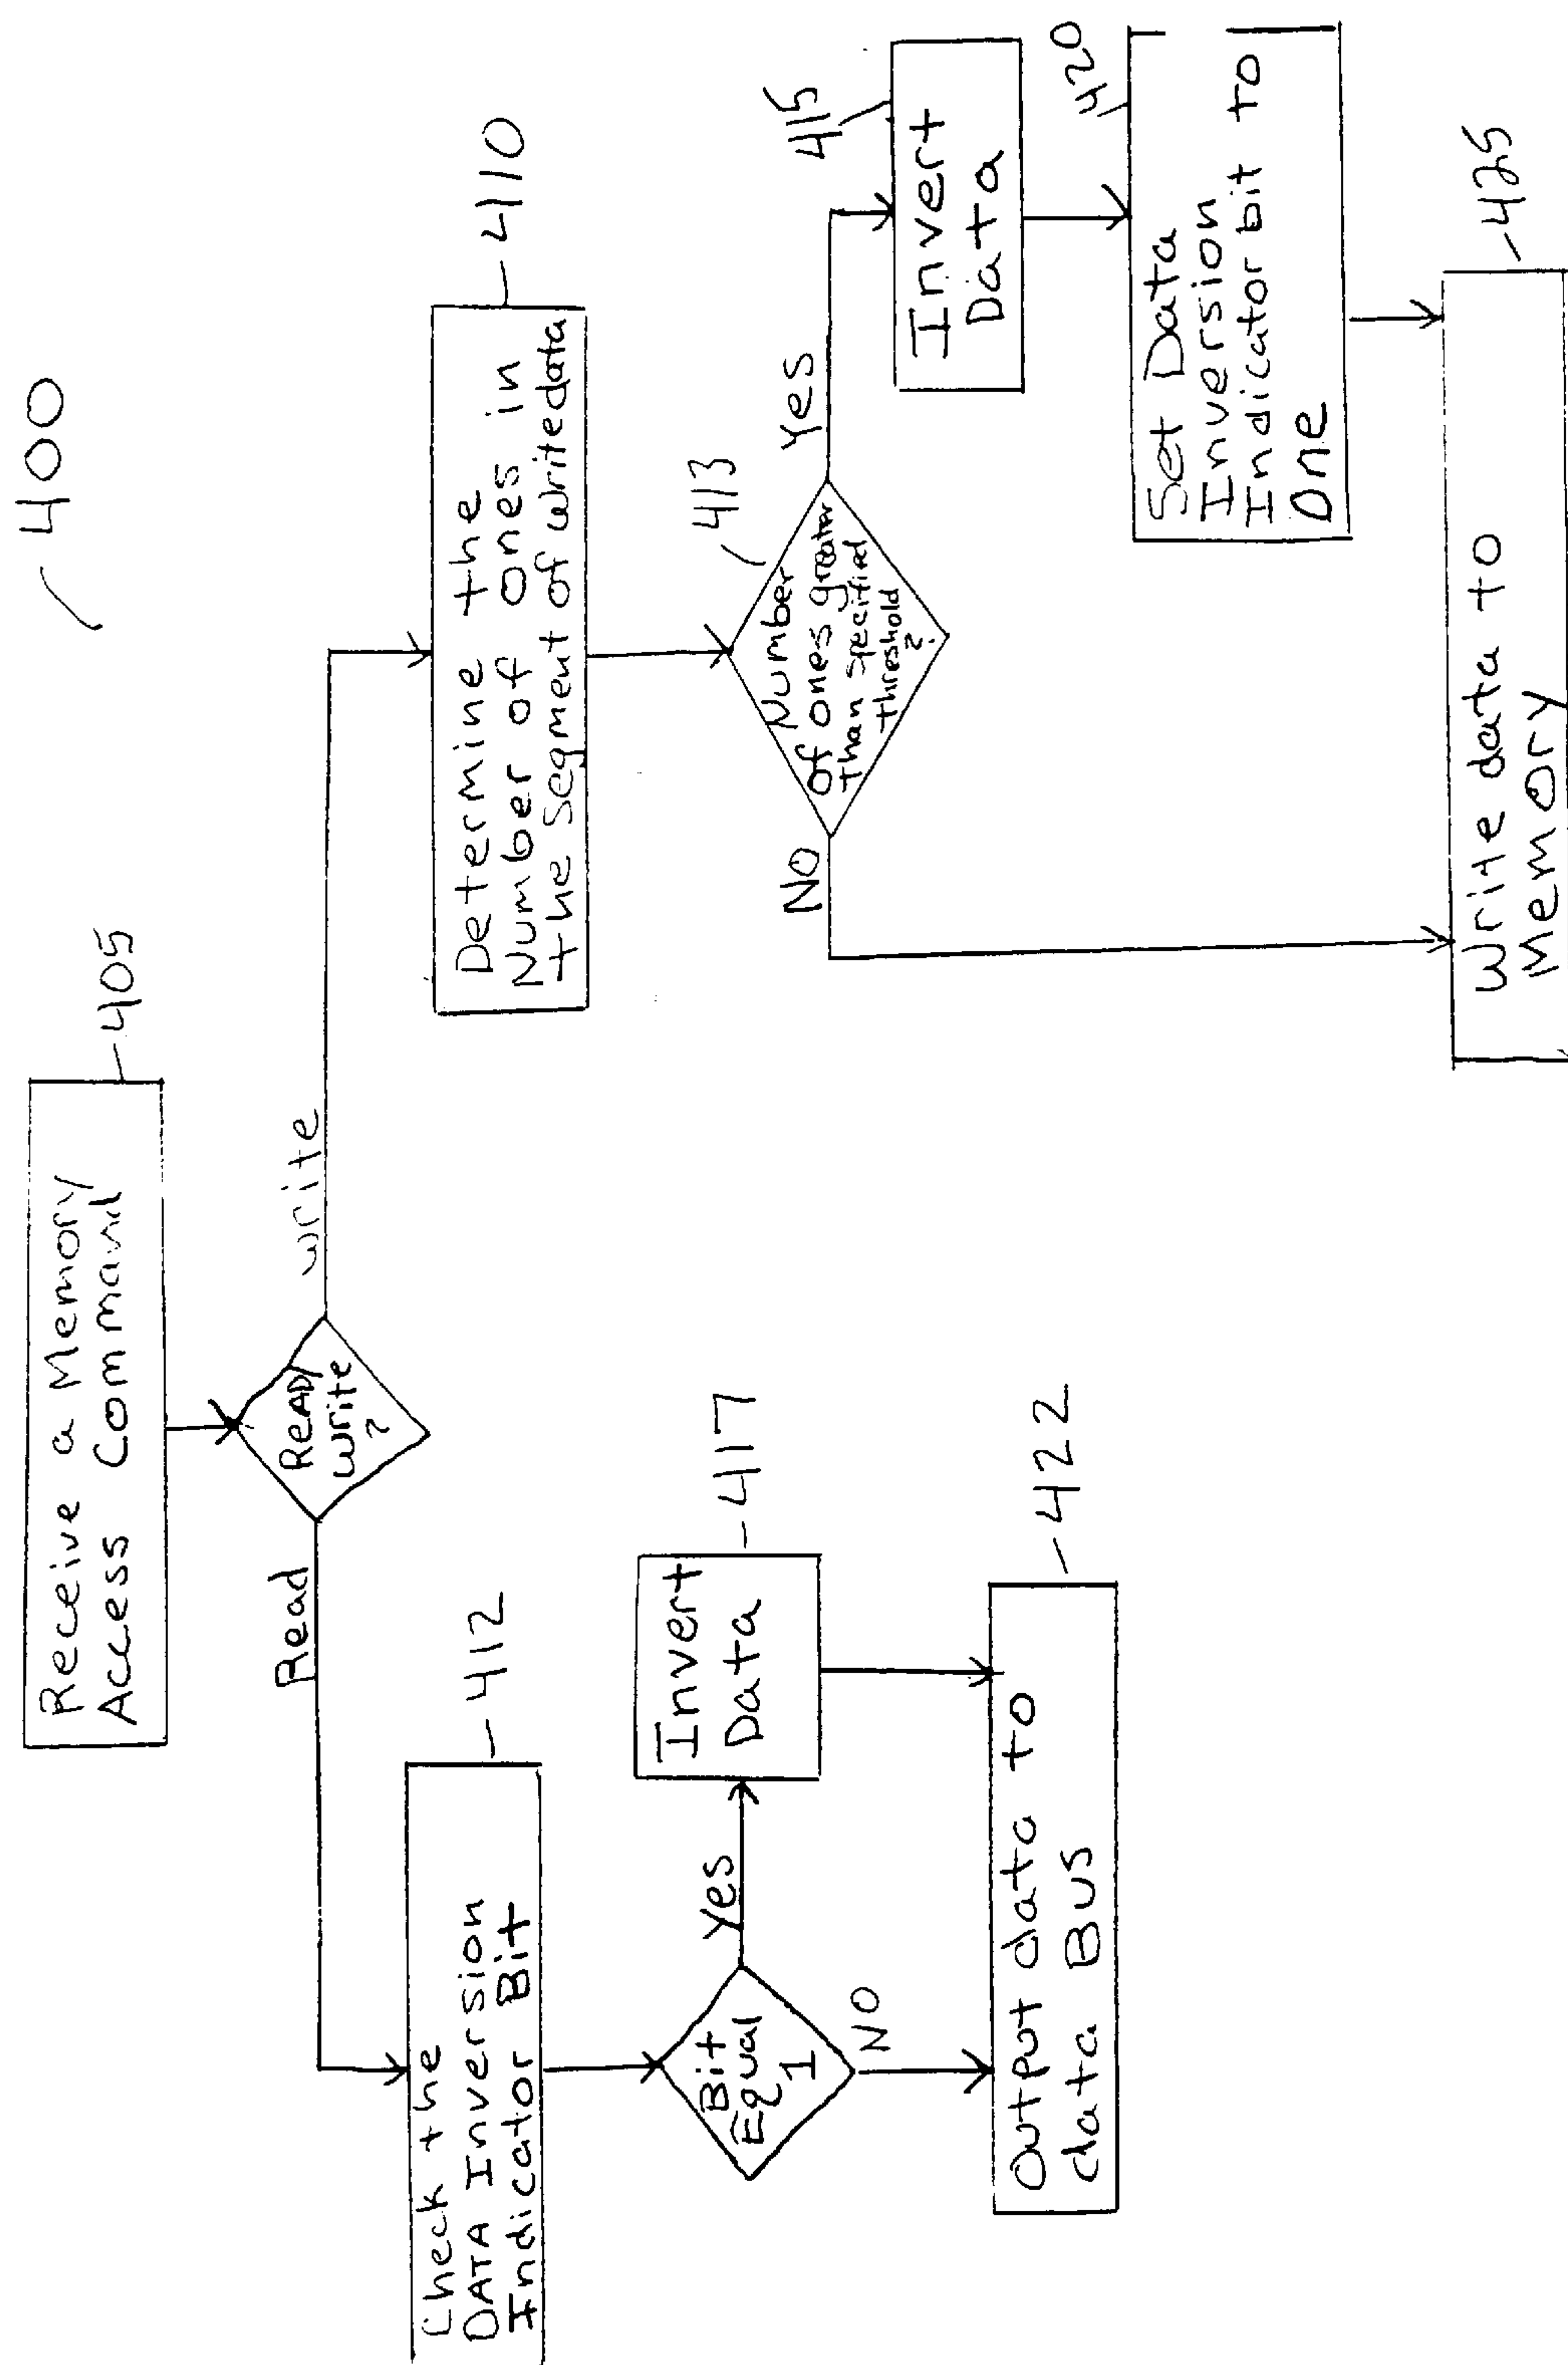 400
Receive a Memory
Access Command
405
READ/
write
?
Read
write
Check the
DATA Inversion
Indicator Bit
412
Determine the
Number of Ones in
the segment of writedata
410
Bit
Equal
1
Yes
NO
Invert
Data
417
Output data to
data Bus
422
Number
of ones greater
than specified
threshold
?
413
No
Yes
Invert
Data
415
Set Data
Inversion
Indicator bit to
One
420
Write data to
Memory
425